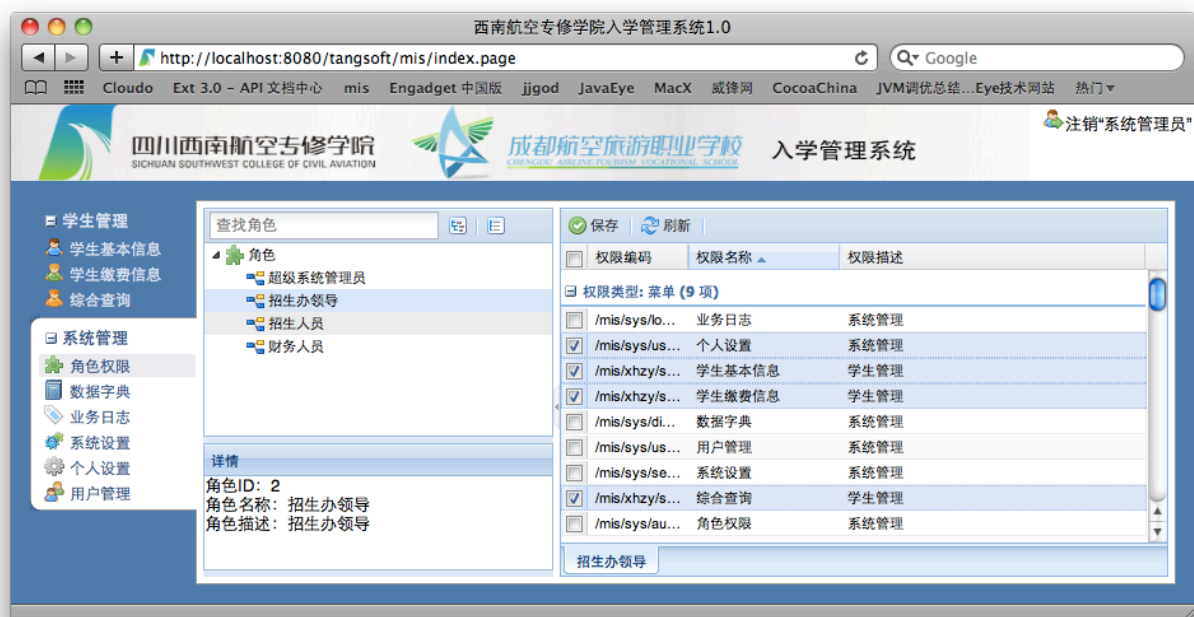 西南航空专修学院入学管理系统1.0
http://localhost:8080/tangsoft/mis/index.page
Google
Cloudo Ext 3.0 – API 文档中心 mis Engadget 中国版 jjgod JavaEye MacX 威锋网 CocoaChina JVM调优总结...Eye技术网站 热门
四川西南航空专修学院
SICHUAN SOUTHWEST COLLEGE OF CIVIL AVIATION
成都航空旅游职业学校
CHENGDU AIRLINE TOURISM VOCATIONAL SCHOOL
入学管理系统
注销"系统管理员"
学生管理
学生基本信息
学生缴费信息
综合查询
系统管理
角色权限
数据字典
业务日志
系统设置
个人设置
用户管理
查找角色
角色
超级系统管理员
招生办领导
招生人员
财务人员
详情
角色ID: 2
角色名称: 招生办领导
角色描述: 招生办领导
保存 刷新
权限编码 权限名称 权限描述
权限类型: 菜单 (9 项)
/mis/sys/lo... 业务日志 系统管理
/mis/sys/us... 个人设置 系统管理
/mis/xhzy/s... 学生基本信息 学生管理
/mis/xhzy/s... 学生缴费信息 学生管理
/mis/sys/di... 数据字典 系统管理
/mis/sys/us... 用户管理 系统管理
/mis/sys/se... 系统设置 系统管理
/mis/xhzy/s... 综合查询 学生管理
/mis/sys/au... 角色权限 系统管理
招生办领导